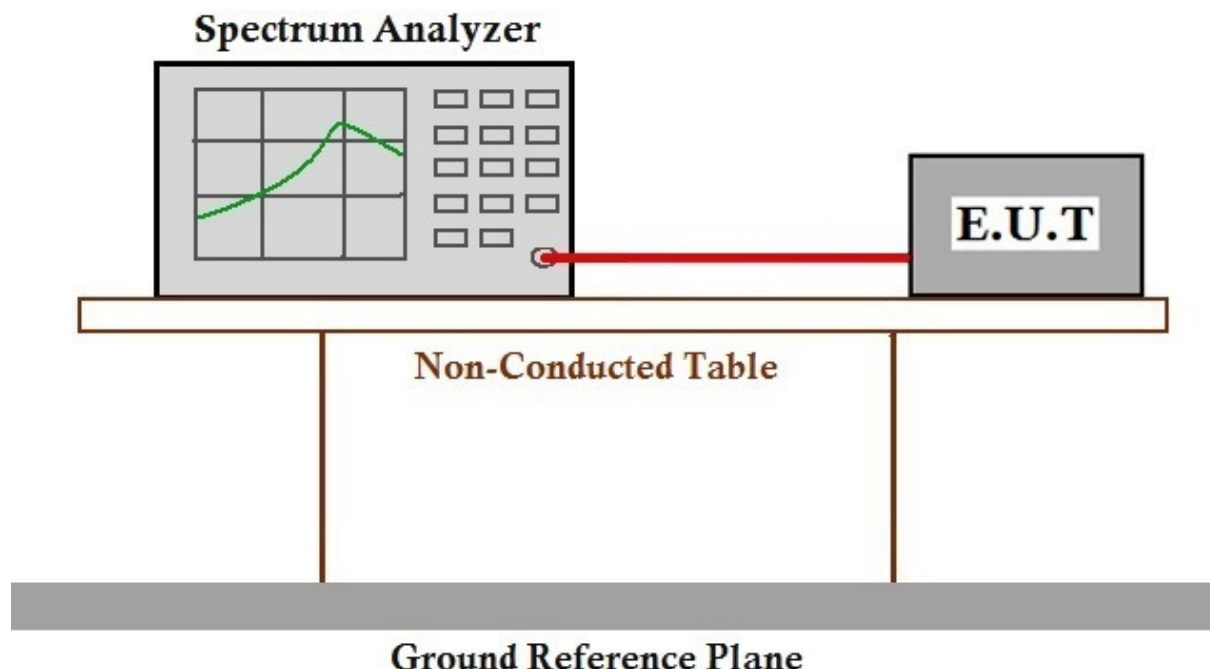 Spectrum Analyzer
E.U.T
Non-Conducted Table
Ground Reference Plane